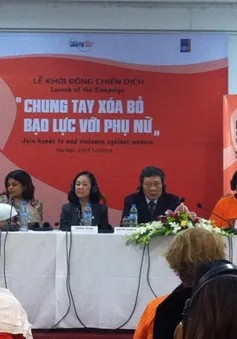 UNiTE
LỄ KHỞI ĐỘNG CHIẾN DỊCH
Launch of the Campaign
"CHUNG TAY XÓA BỎ
BẠO LỰC VỚI PHỤ NỮ"
Join hands to end violence against women